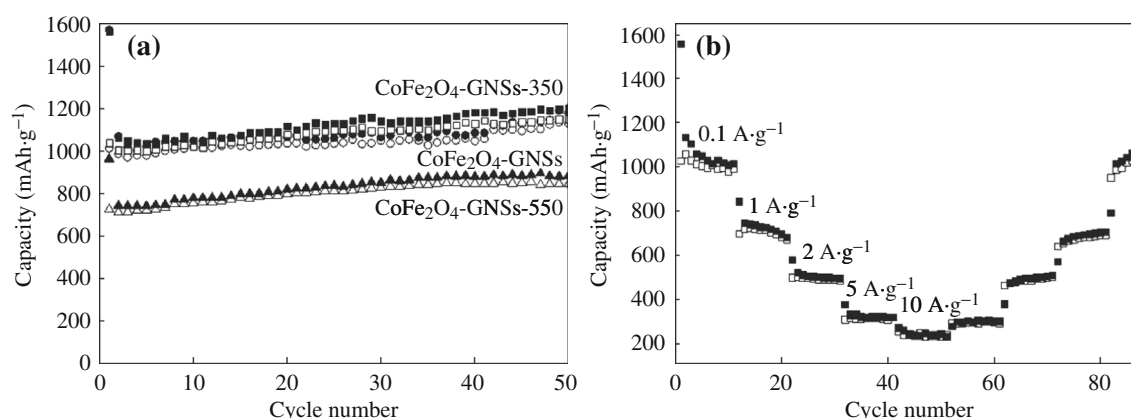 (a)
1600
1400
1200
1000
800
600
400
200
0
Capacity (mAh·g⁻¹)
CoFe₂O₄-GNSs-350
CoFe₂O₄-GNSs
CoFe₂O₄-GNSs-550
0 10 20 30 40 50
Cycle number
(b)
1600
1400
1200
1000
800
600
400
200
Capacity (mAh·g⁻¹)
0.1 A·g⁻¹
1 A·g⁻¹
2 A·g⁻¹
5 A·g⁻¹
10 A·g⁻¹
0 20 40 60 80
Cycle number